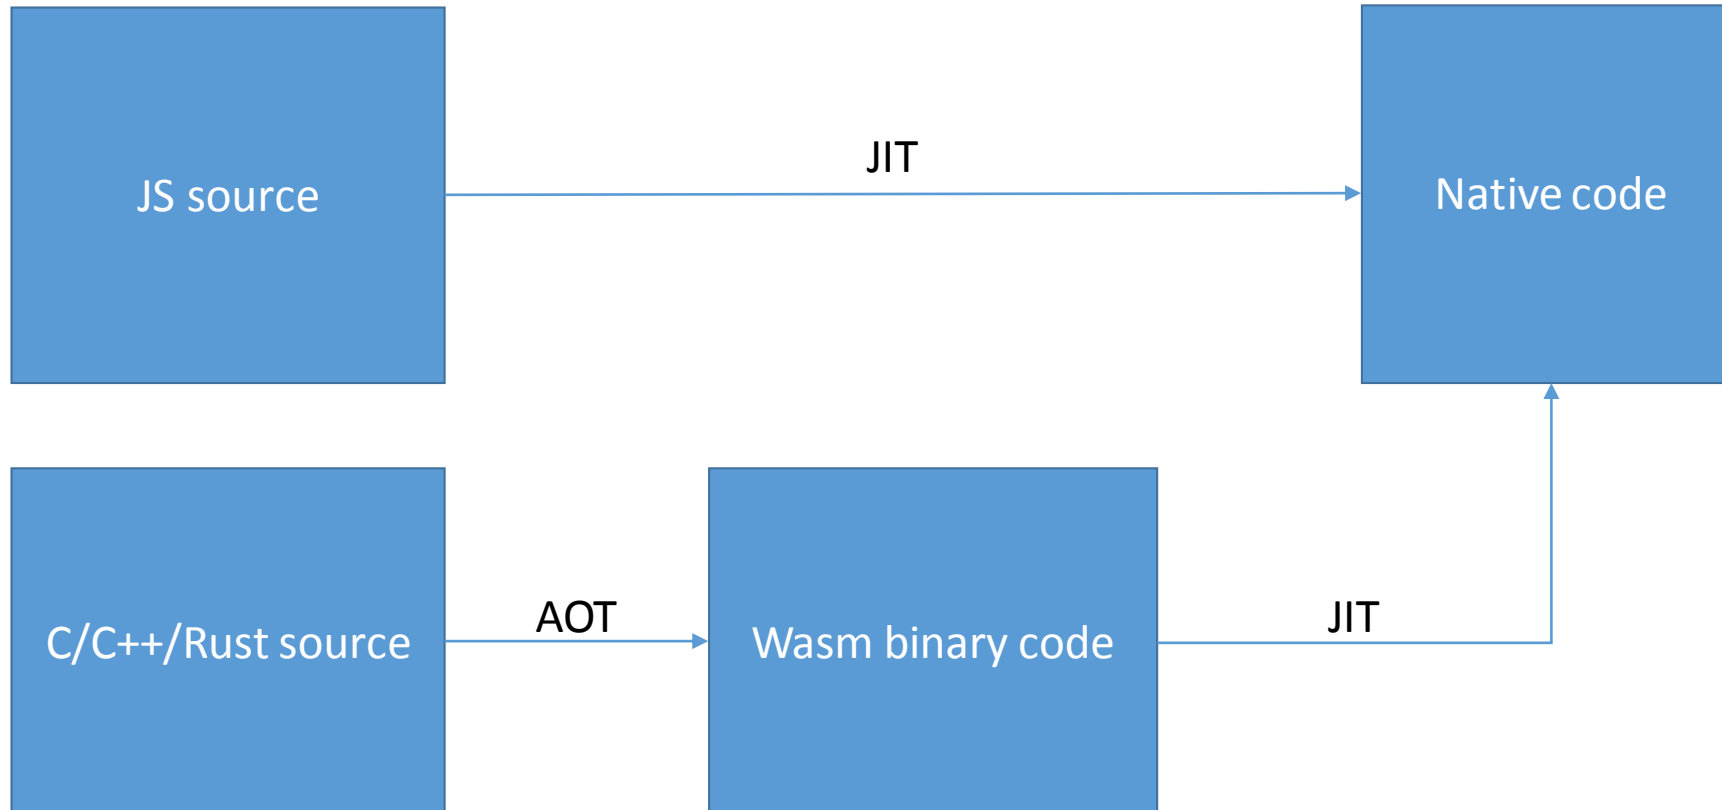 JIT
JS source
Native code
AOT
JIT
C/C++/Rust source
Wasm binary code